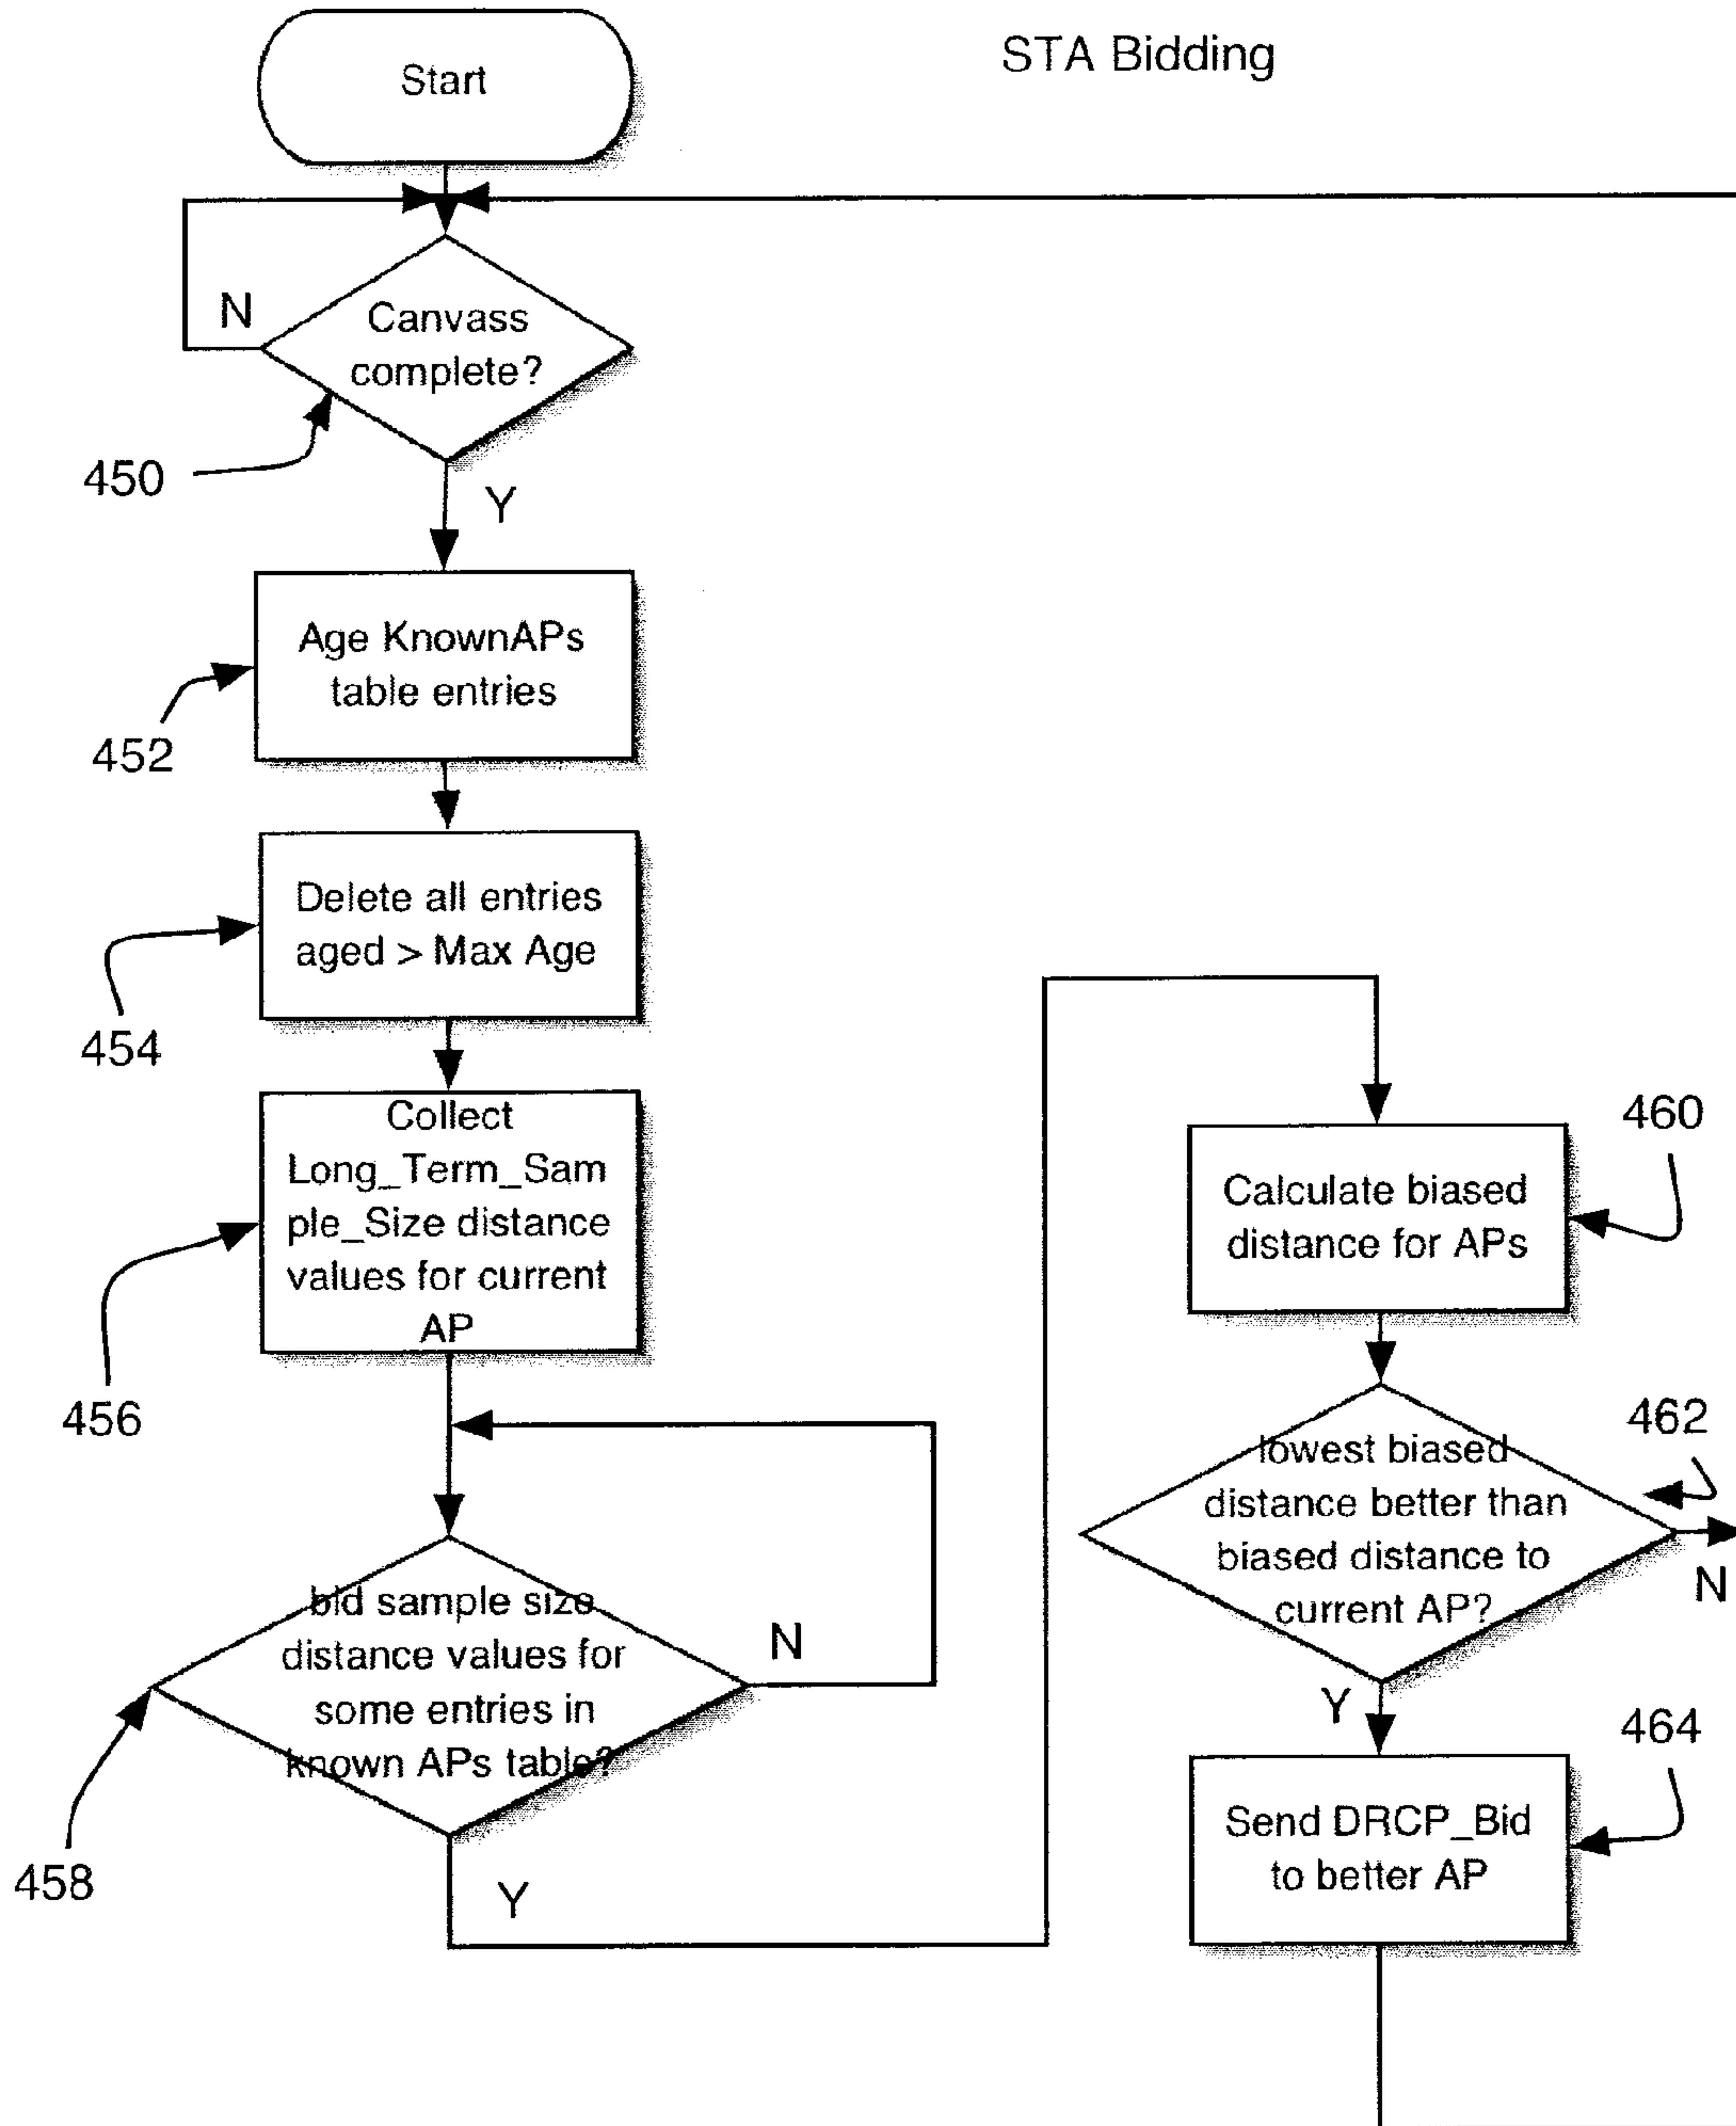 STA Bidding
Start
N
Canvass
complete?
450
Y
Age KnownAPs
table entries
452
Delete all entries
aged > Max Age
454
Collect
Long_Term_Sam
ple_Size distance
values for current
AP
456
bid sample size
distance values for
some entries in
known APs table?
N
458
Y
460
Calculate biased
distance for APs
462
lowest biased
distance better than
biased distance to
current AP?
N
Y
464
Send DRCP_Bid
to better AP